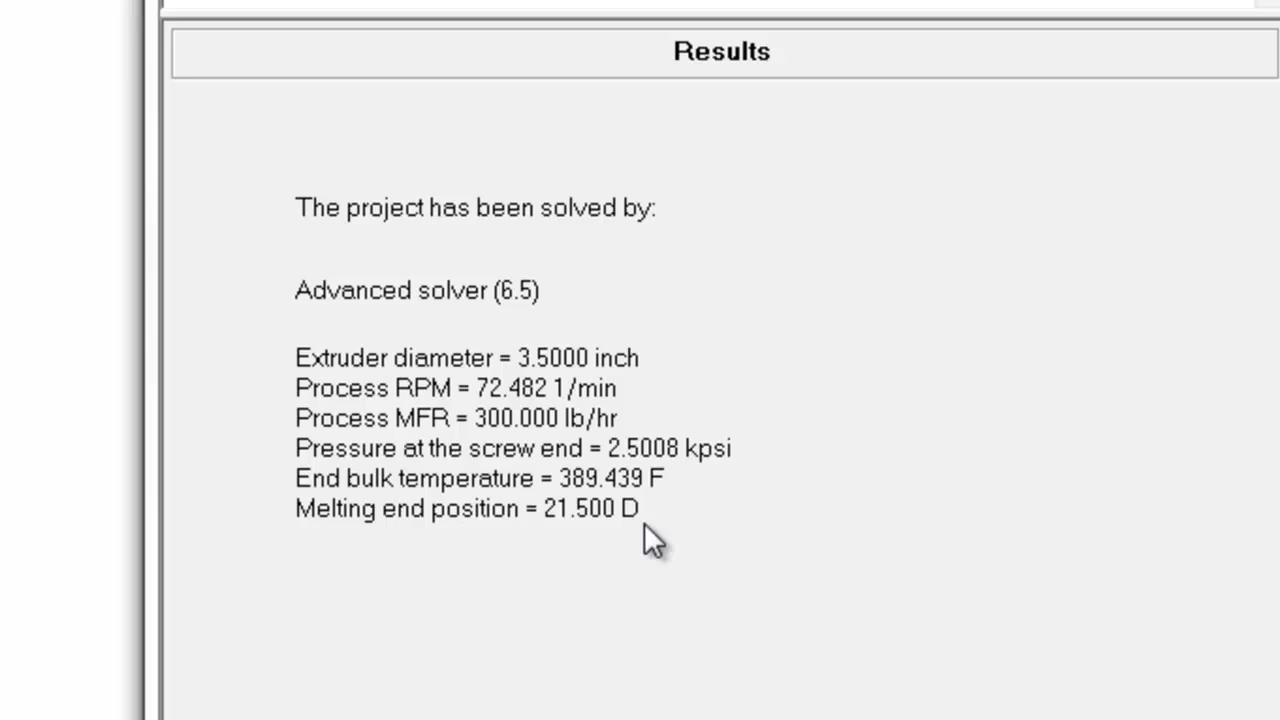 Results
The project has been solved by:
Advanced solver (6.5)
Extruder diameter = 3.5000 inch
Process RPM = 72.482 1/min
Process MFR = 300.000 lb/hr
Pressure at the screw end = 2.5008 kpsi
End bulk temperature = 389.439 F
Melting end position = 21.500 D